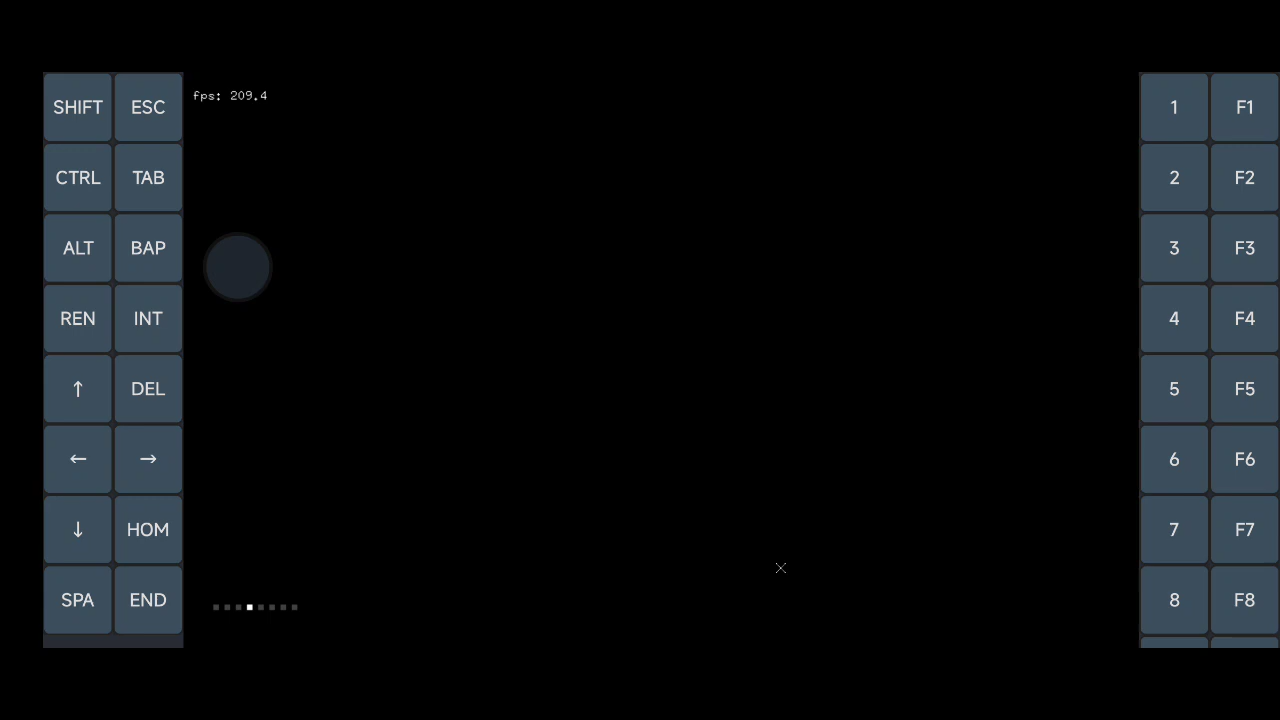 SHIFT ESC
fps: 209.4
1 F1
CTRL TAB
2 F2
ALT BAP
3 F3
REN INT
4 F4
↑ DEL
5 F5
← →
6 F6
↓ HOM
7 F7
SPA END
8 F8